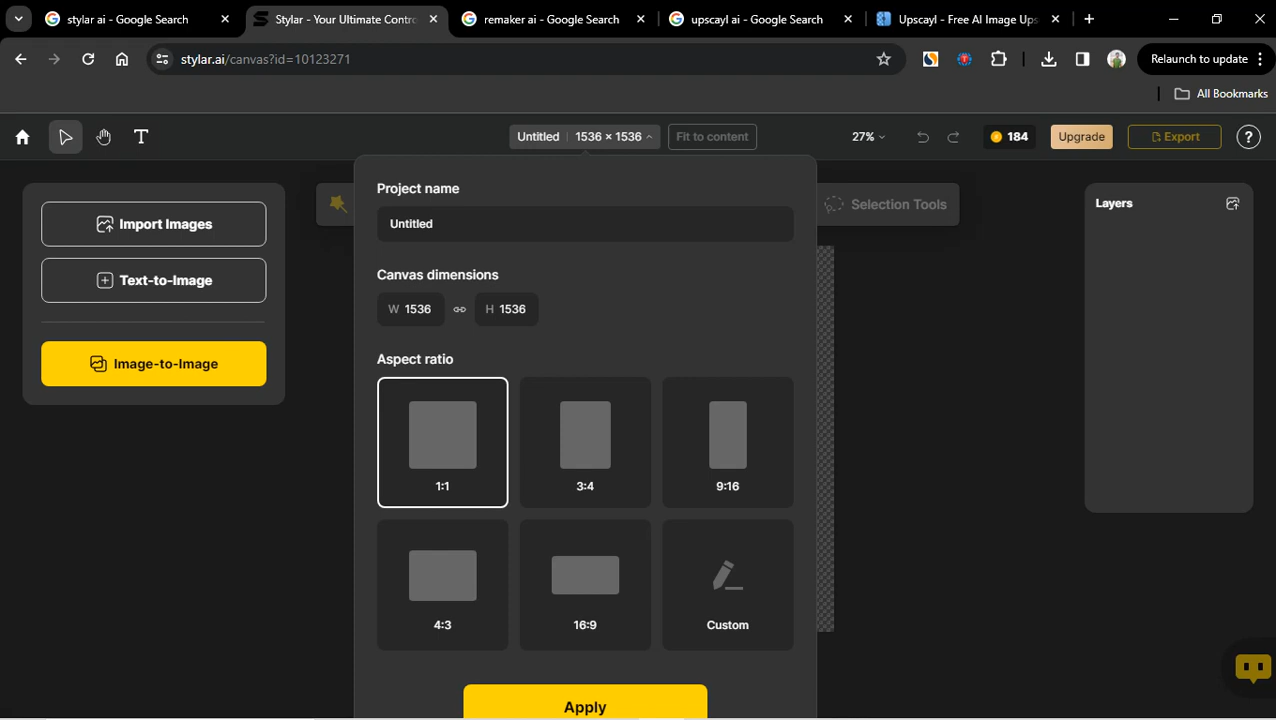 stylar ai - Google Search
Stylar - Your Ultimate Contro
remaker ai - Google Search
upscayl ai - Google Search
Upscayl - Free AI Image Ups
stylar.ai/canvas?id=10123271
Relaunch to update
All Bookmarks
T
Untitled 1536 × 1536
Fit to content
27%
184
Upgrade
Export
?
Import Images
Text-to-Image
Image-to-Image
Project name
Untitled
Canvas dimensions
W 1536
H 1536
Aspect ratio
1:1
3:4
9:16
4:3
16:9
Custom
Apply
Selection Tools
Layers